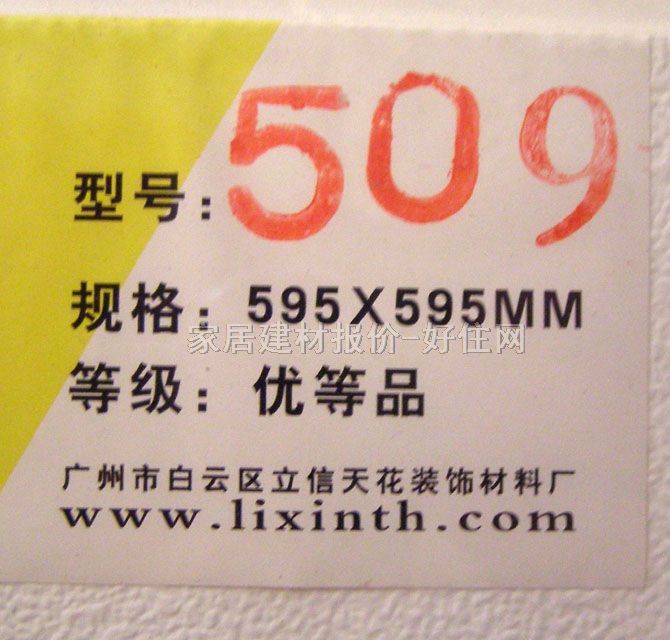 型号: 509
规格: 595X595MM
家居建材报价-好住网
等级: 优等品
广州市白云区立信天花装饰材料厂
www.lixinth.com